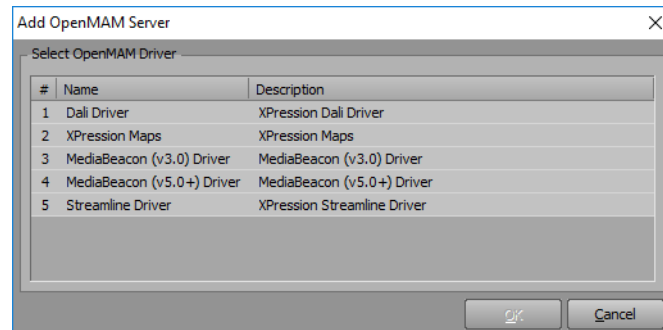 Add OpenMAM Server
Select OpenMAM Driver
# Name Description
1 Dali Driver XPression Dali Driver
2 XPression Maps XPression Maps
3 MediaBeacon (v3.0) Driver MediaBeacon (v3.0) Driver
4 MediaBeacon (v5.0+) Driver MediaBeacon (v5.0+) Driver
5 Streamline Driver XPression Streamline Driver
OK Cancel